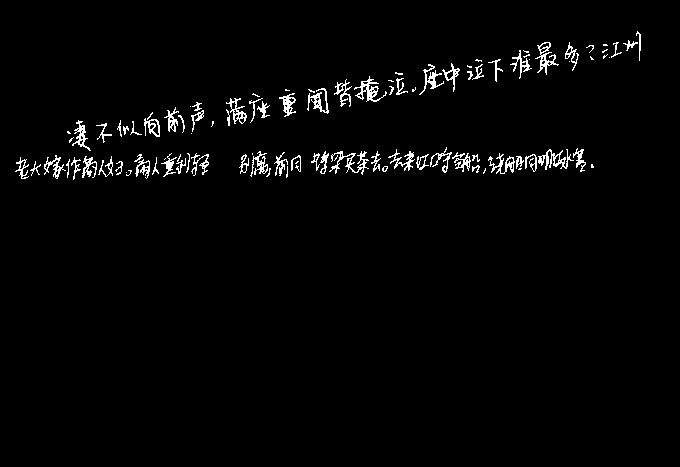 凄不似向前声，满座重闻皆掩泣。座中泣下谁最多？江州
老大嫁作商人妇。商人重利轻 别离前月浮梁买茶去。去来江口守空船，绕船月明江水寒。